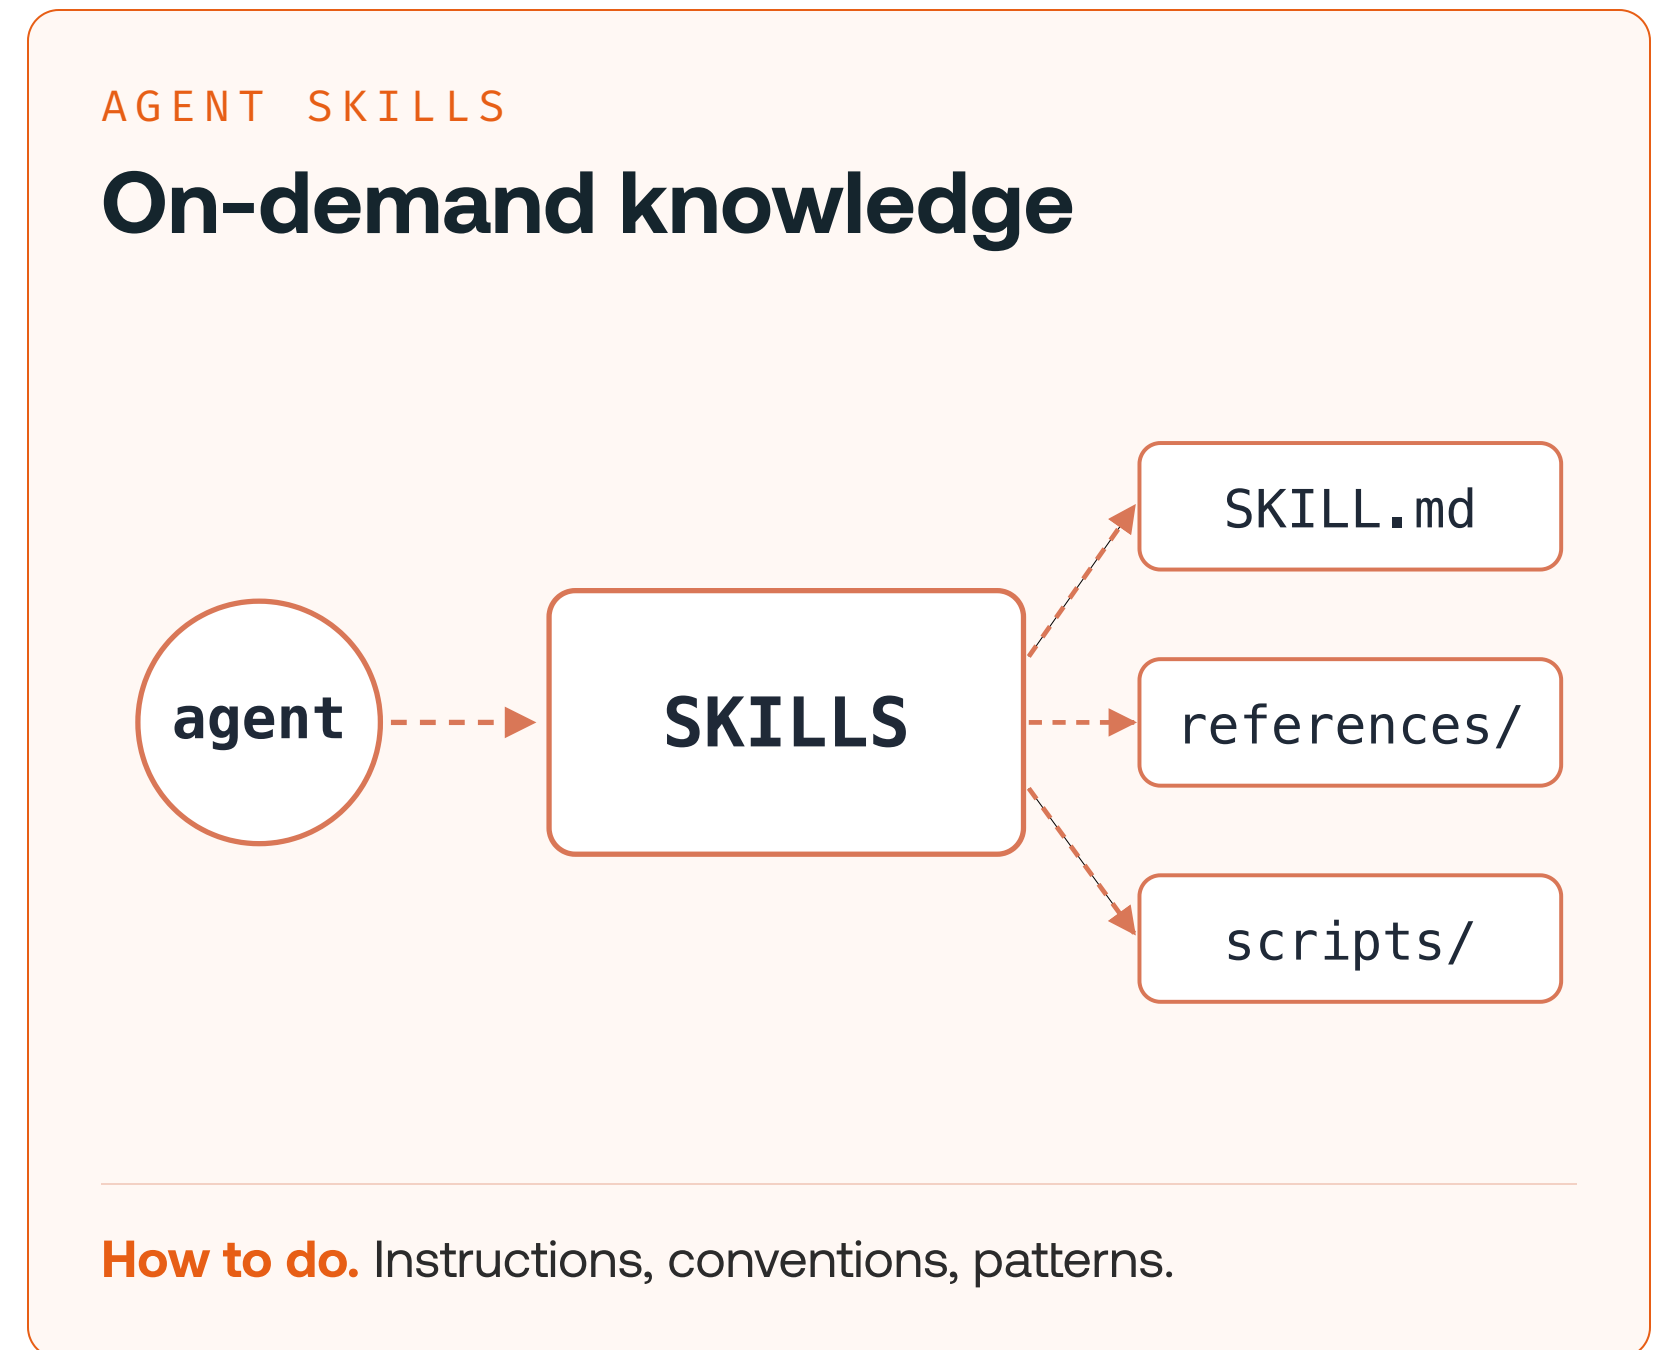 AGENT SKILLS
On-demand knowledge
agent
SKILLS
SKILL.md
references/
scripts/
How to do. Instructions, conventions, patterns.